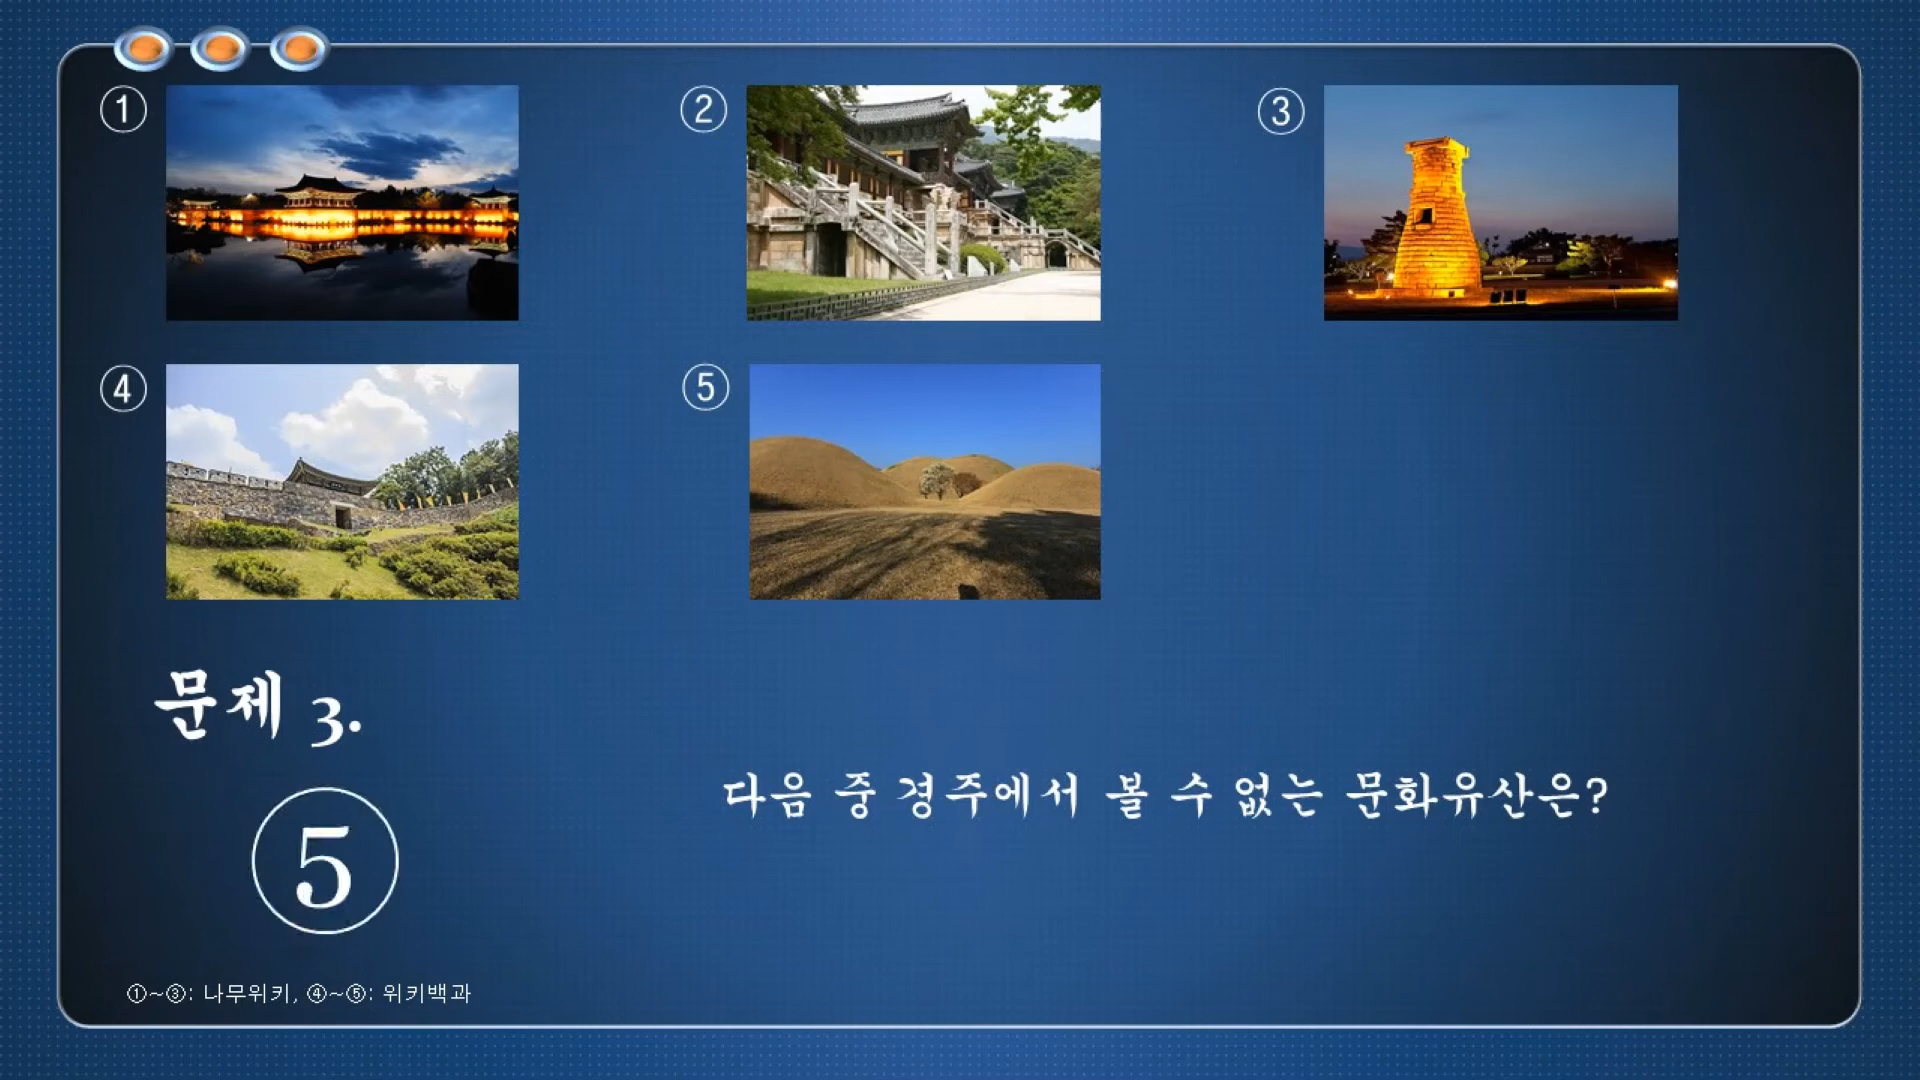 ①
②
③
④
⑤
문제 3.
다음 중 경주에서 볼 수 없는 문화유산은?
5
①~③: 나무위키, ④~⑤: 위키백과